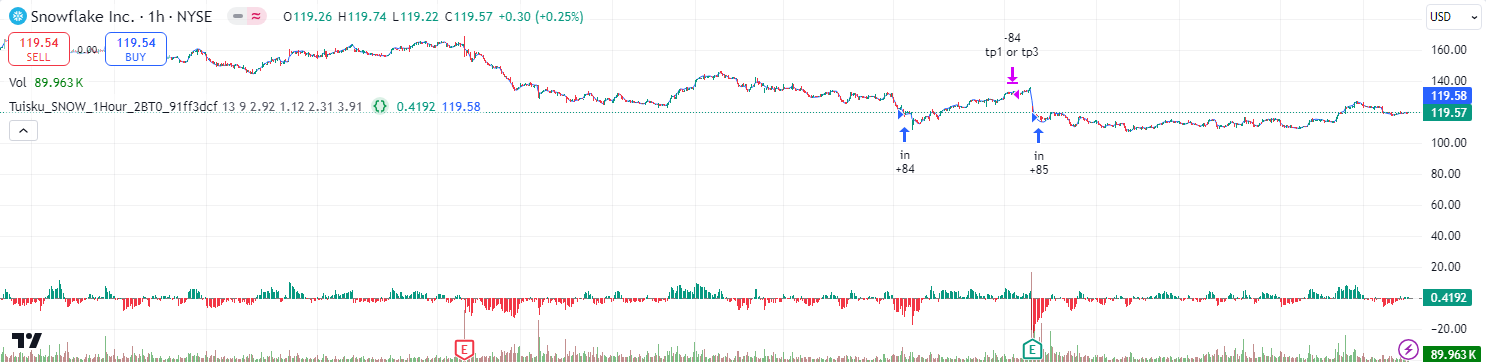 Snowflake Inc. · 1h · NYSE O119.26 H119.74 L119.22 C119.57 +0.30 (+0.25%)
USD
119.54 SELL
0.00
119.54 BUY
Vol 89.963 K
Tuisku_SNOW_1Hour_2BT0_91ff3dcf 13 9 2.92 1.12 2.31 3.91 {} 0.4192 119.58
-84
tp1 or tp3
in
+84
in
+85
160.00
140.00
119.58
119.57
100.00
80.00
60.00
40.00
20.00
0.4192
−20.00
89.963 K
E
E